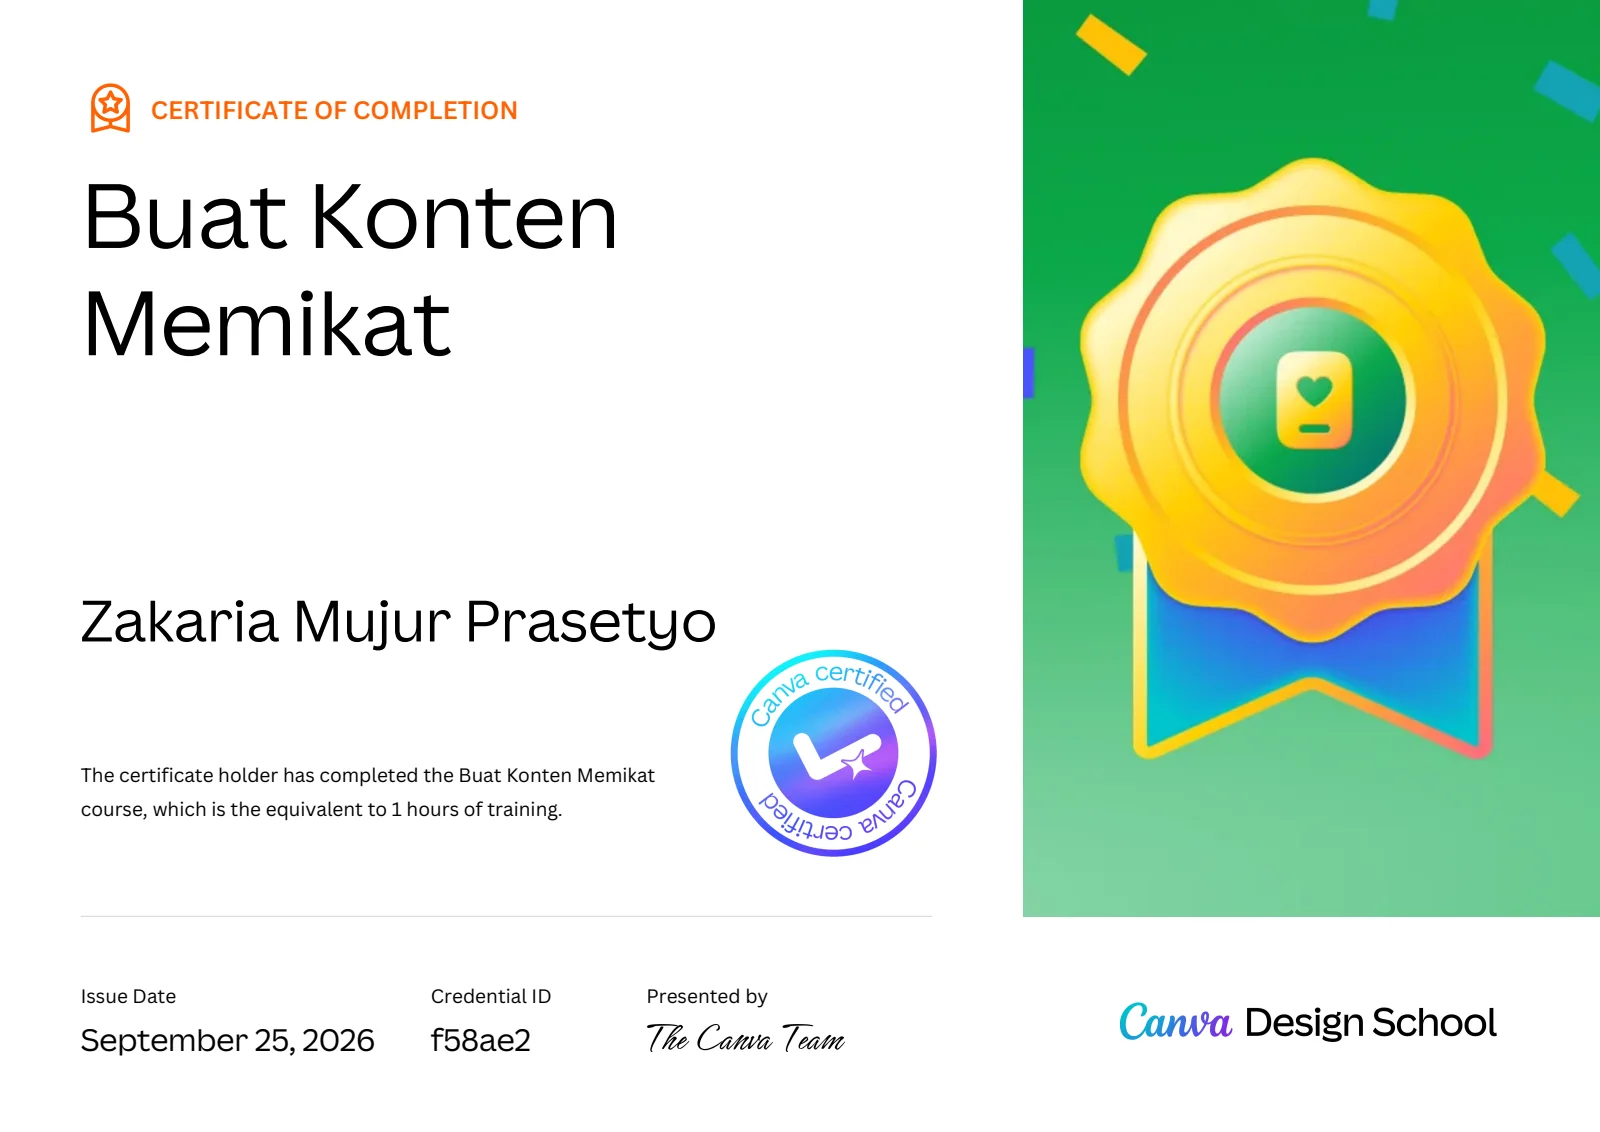 CERTIFICATE OF COMPLETION
Buat Konten
Memikat
Zakaria Mujur Prasetyo
Canva certified
Canva certified
The certificate holder has completed the Buat Konten Memikat
course, which is the equivalent to 1 hours of training.
Issue Date
September 25, 2026
Credential ID
f58ae2
Presented by
The Canva Team
Canva Design School